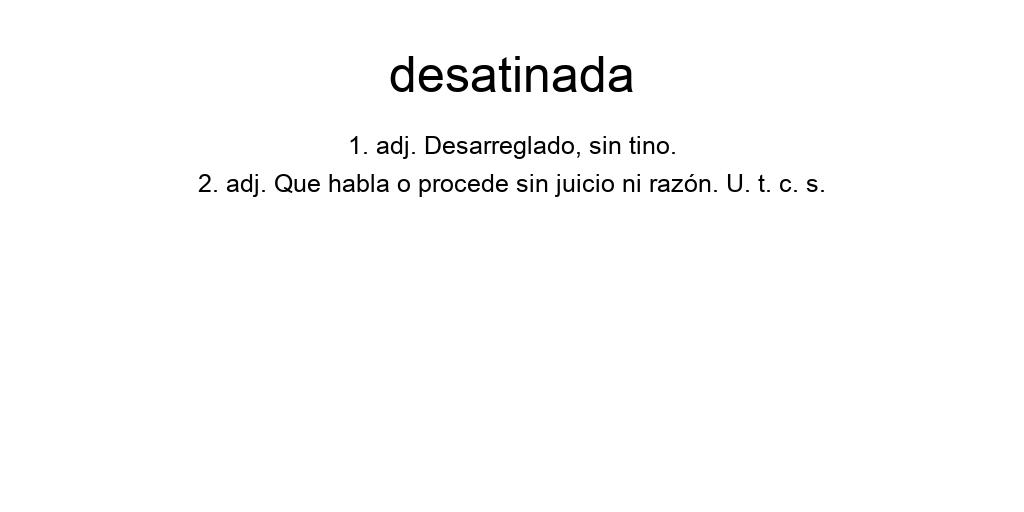 desatinada
1. adj. Desarreglado, sin tino.
2. adj. Que habla o procede sin juicio ni razón. U. t. c. s.